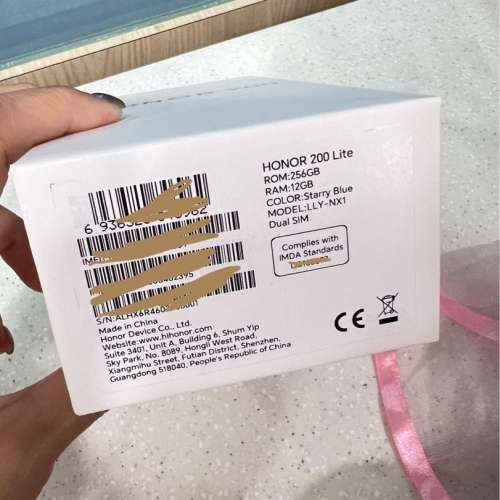 HONOR 200 Lite
ROM:256GB
RAM:12GB
COLOR:Starry Blue
MODEL:LLY-NX1
Dual SIM
Complies with
IMDA Standards
Made in China
Honor Device Co., Ltd.
Website:www.hihonor.com
Suite 3401, Unit A, Building 6, Shum Yip
Sky Park, No. 8089, Hongli West Road,
Xiangmihu Street, Futian District, Shenzhen,
Guangdong 518040, People's Republic of China
CE